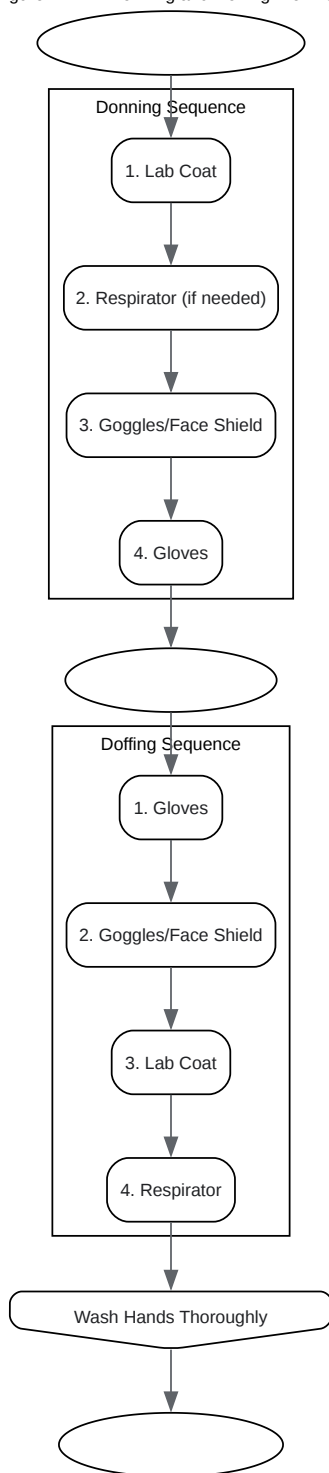 Donning Sequence
1. Lab Coat
2. Respirator (if needed)
3. Goggles/Face Shield
4. Gloves
Doffing Sequence
1. Gloves
2. Goggles/Face Shield
3. Lab Coat
4. Respirator
Wash Hands Thoroughly